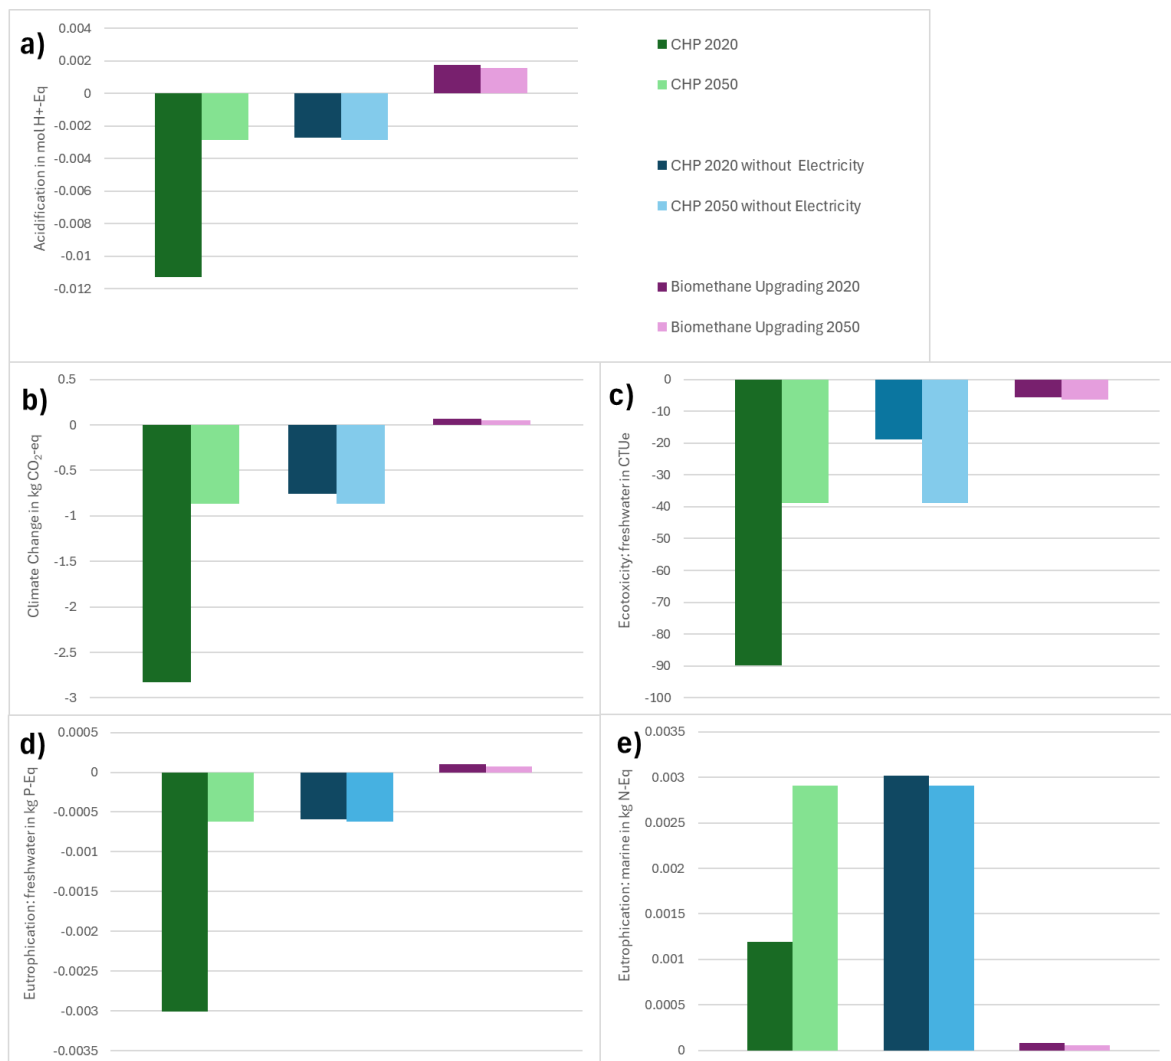 a)
Acidification in mol H+-Eq
0.004
0.002
0
-0.002
-0.004
-0.006
-0.008
-0.01
-0.012
CHP 2020
CHP 2050
CHP 2020 without  Electricity
CHP 2050 without Electricity
Biomethane Upgrading 2020
Biomethane Upgrading 2050
b)
Climate Change in kg CO₂-eq
0.5
0
-0.5
-1
-1.5
-2
-2.5
-3
c)
Ecotoxicity: freshwater in CTUe
0
-10
-20
-30
-40
-50
-60
-70
-80
-90
-100
d)
Eutrophication: freshwater in kg P-Eq
0.0005
0
-0.0005
-0.001
-0.0015
-0.002
-0.0025
-0.003
-0.0035
e)
Eutrophication: marine in kg N-Eq
0.0035
0.003
0.0025
0.002
0.0015
0.001
0.0005
0